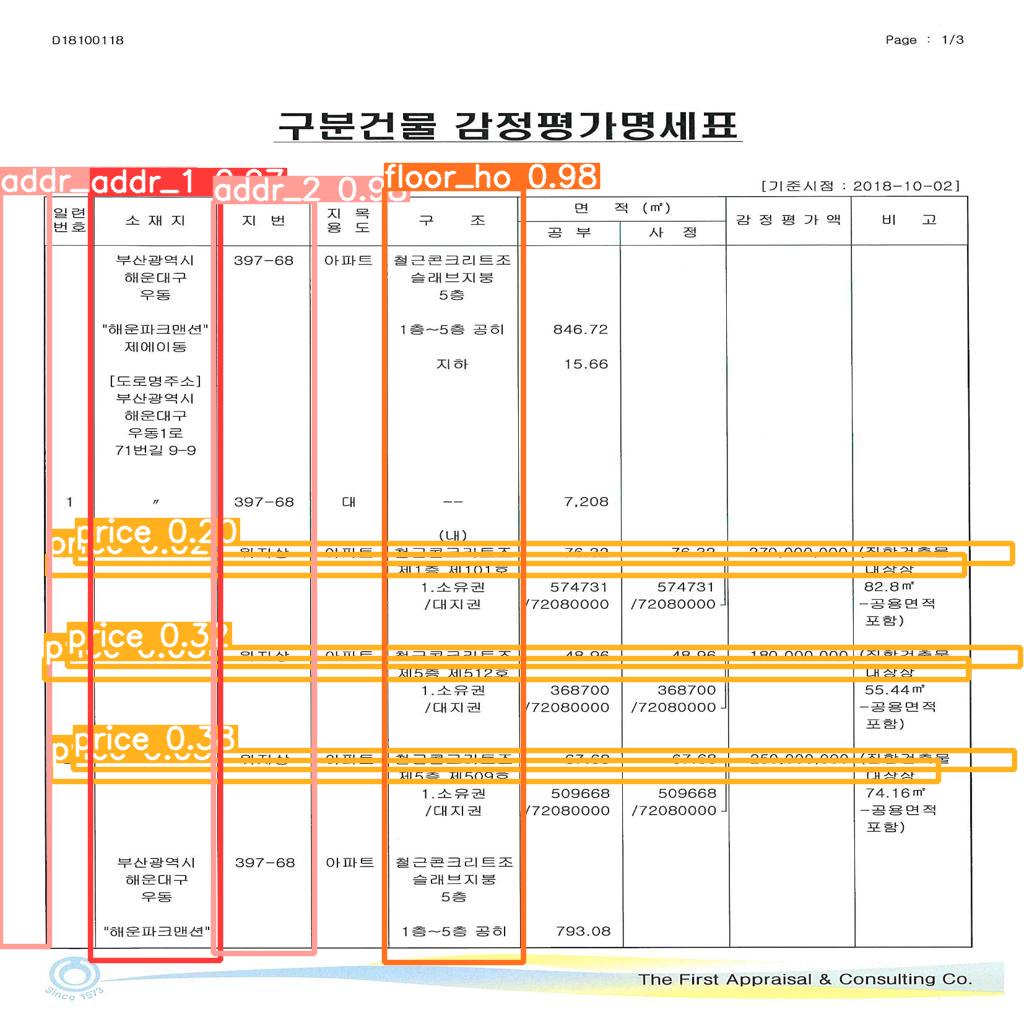 D18100118
Page : 1/3
구분건물 감정평가명세표
[기준시점 : 2018-10-02]
addr_ addr_1 addr_2 floor_ho 0.98
일련번호 소재지 지번 지목용도 구 조 면 적 (㎡) 감정평가액 비 고
공 부 사 정
부산광역시 397-68 아파트 철근콘크리트조
해운대구 슬래브지붕
우동 5층
"해운파크맨션" 1층~5층 공히 846.72
제에이동
지하 15.66
[도로명주소]
부산광역시
해운대구
우동1로
71번길 9-9
1 〃 397-68 대 -- 7,208
(내)
price 0.20
위지상 아파트 철근콘크리트조 76.32 76.32 270,000,000 (집합건축물
제1층 제101호 대장상
1.소유권 574731 574731 82.8㎡
/대지권 /72080000 /72080000 -공용면적
포함)
price 0.32
위지상 아파트 철근콘크리트조 48.96 48.96 180,000,000 (집합건축물
제5층 제512호 대장상
1.소유권 368700 368700 55.44㎡
/대지권 /72080000 /72080000 -공용면적
포함)
price 0.38
위지상 아파트 철근콘크리트조 67.68 67.68 250,000,000 (집합건축물
제5층 제509호 대장상
1.소유권 509668 509668 74.16㎡
/대지권 /72080000 /72080000 -공용면적
포함)
부산광역시 397-68 아파트 철근콘크리트조
해운대구 슬래브지붕
우동 5층
"해운파크맨션" 1층~5층 공히 793.08
Since 1973
The First Appraisal & Consulting Co.